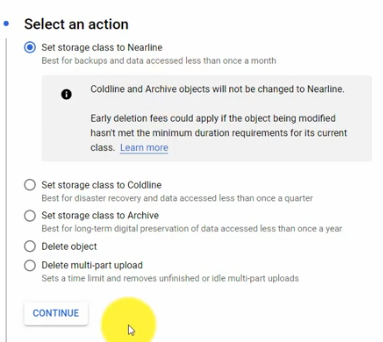 Select an action
Set storage class to Nearline
Best for backups and data accessed less than once a month
Coldline and Archive objects will not be changed to Nearline.
Early deletion fees could apply if the object being modified
hasn't met the minimum duration requirements for its current
class. Learn more
Set storage class to Coldline
Best for disaster recovery and data accessed less than once a quarter
Set storage class to Archive
Best for long-term digital preservation of data accessed less than once a year
Delete object
Delete multi-part upload
Sets a time limit and removes unfinished or idle multi-part uploads
CONTINUE